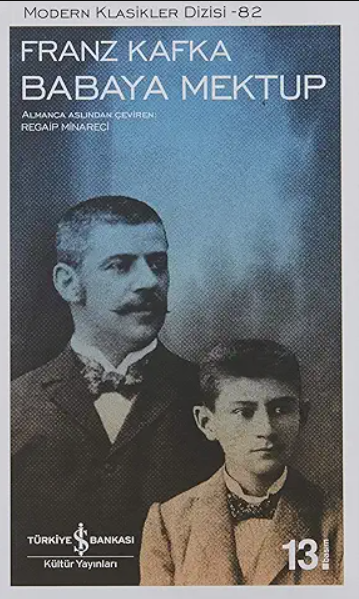 MODERN KLASİKLER DİZİSİ -82
FRANZ KAFKA
BABAYA MEKTUP
ALMANCA ASLINDAN ÇEVİREN:
REGAİP MİNARECİ
TÜRKİYE İŞ BANKASI
Kültür Yayınları
13.
basım